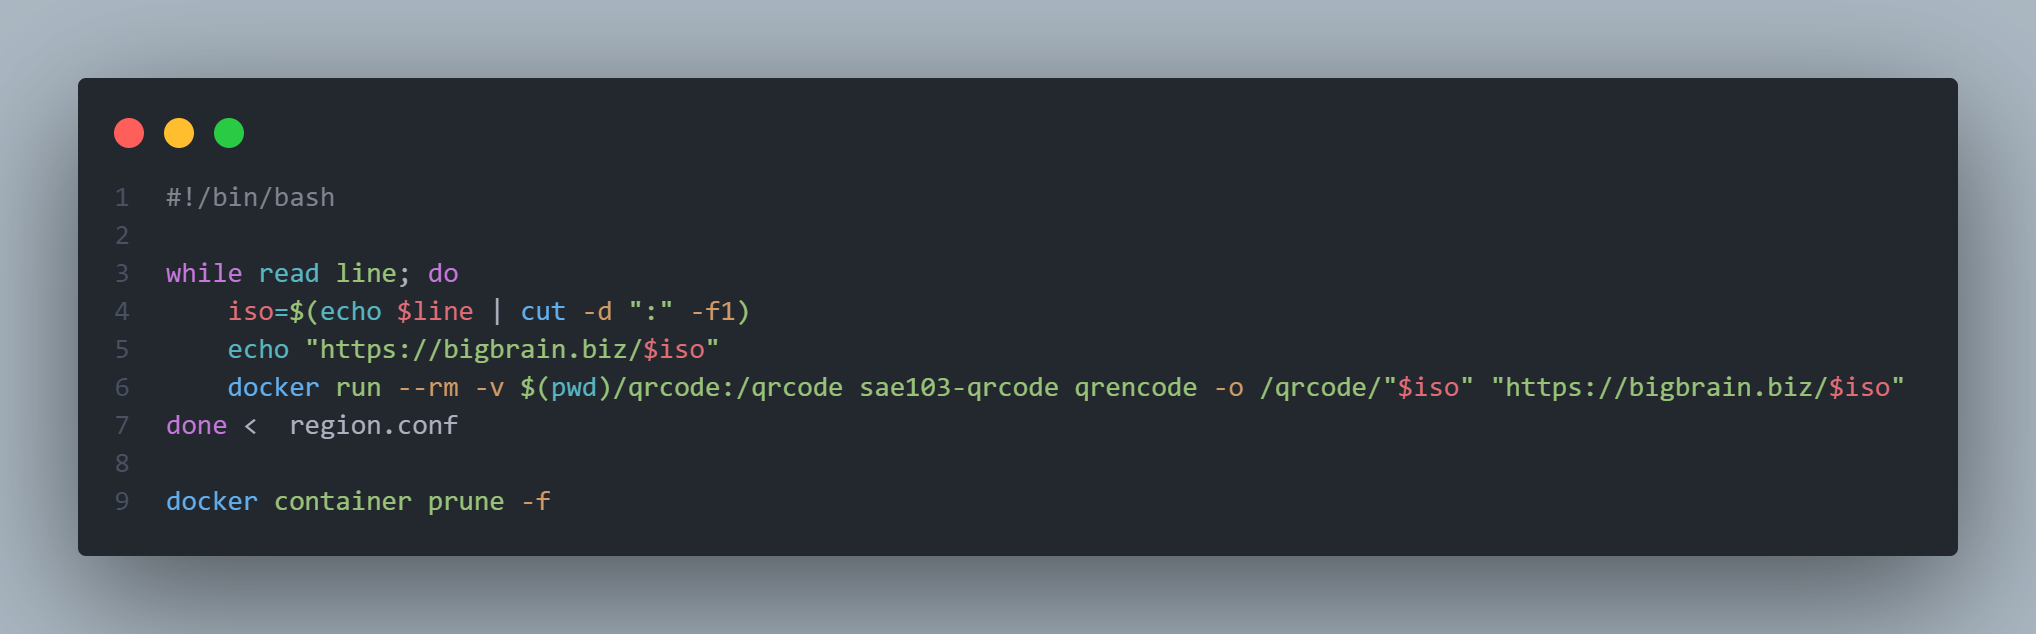 1 #!/bin/bash
2
3 while read line; do
4     iso=$(echo $line | cut -d ":" -f1)
5     echo "https://bigbrain.biz/$iso"
6     docker run --rm -v $(pwd)/qrcode:/qrcode sae103-qrcode qrencode -o /qrcode/"$iso" "https://bigbrain.biz/$iso"
7 done <  region.conf
8
9 docker container prune -f